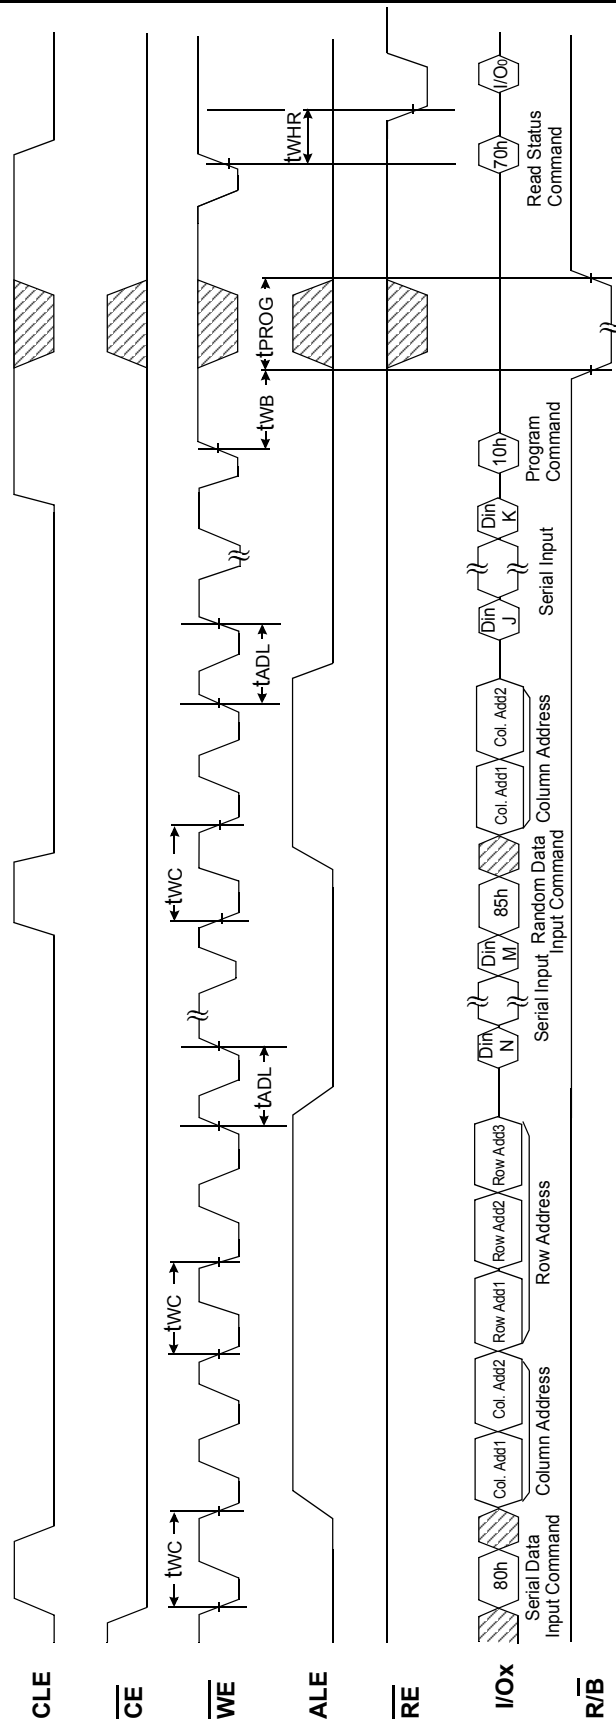 CLE
CE
WE
tWC
tWC
tADL
tWC
tADL
tWB
tPROG
tWHR
ALE
RE
I/Ox
80h
Col. Add1
Col. Add2
Row Add1
Row Add2
Row Add3
Din
N
Din
M
85h
Col. Add1
Col. Add2
Din
J
Din
K
10h
70h
I/O0
Serial Data
Input Command
Column Address
Row Address
Serial Input
Random Data
Input Command
Column Address
Serial Input
Program
Command
Read Status
Command
R/B